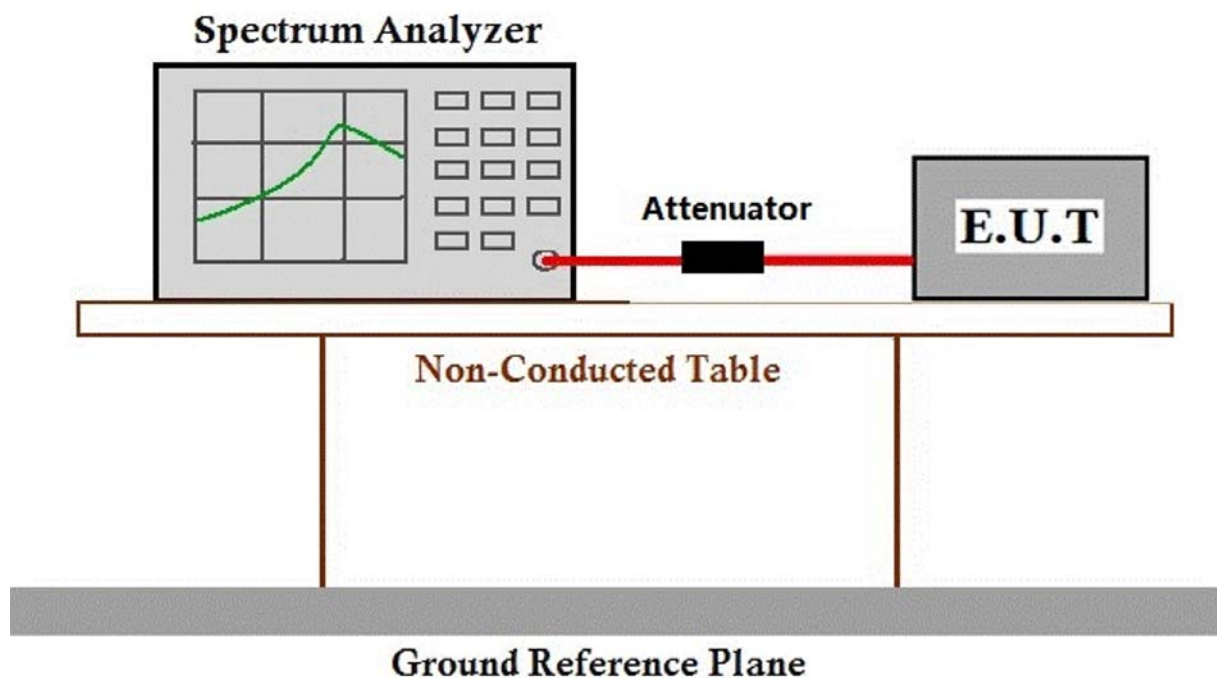 Spectrum Analyzer
Attenuator
E.U.T
Non-Conducted Table
Ground Reference Plane